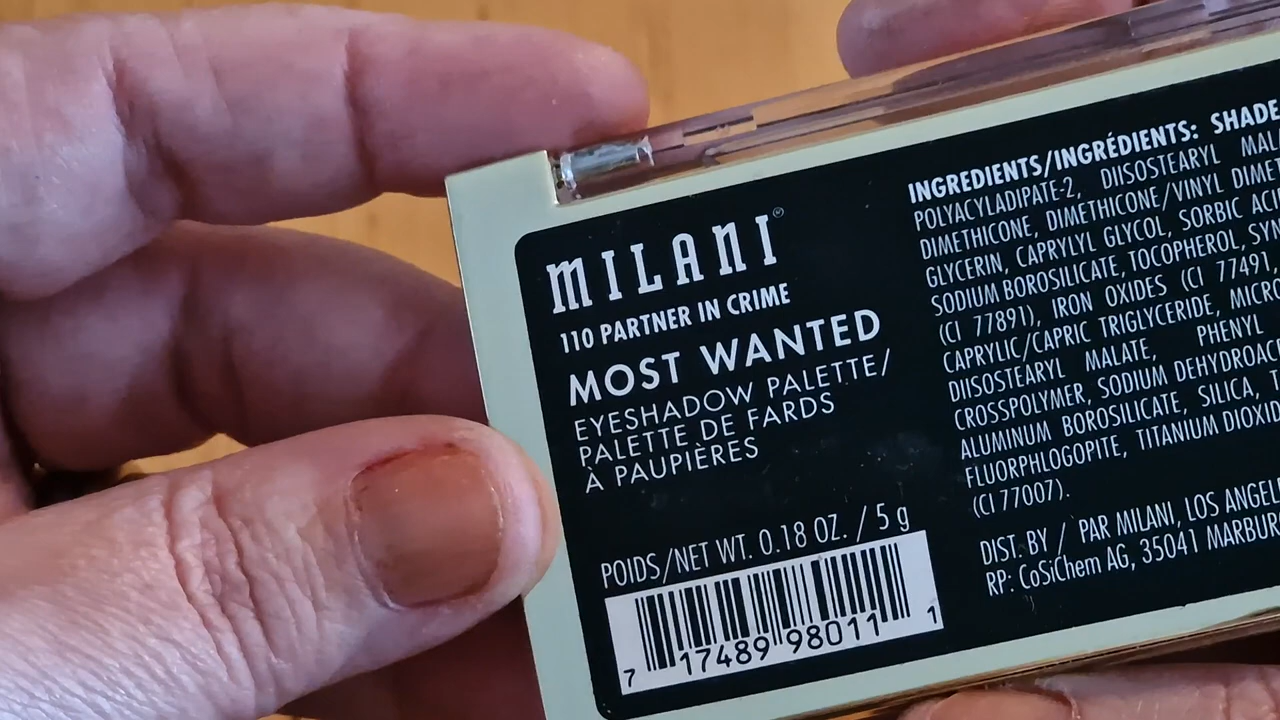 MILANI®
110 PARTNER IN CRIME
MOST WANTED
EYESHADOW PALETTE/
PALETTE DE FARDS
À PAUPIÈRES
POIDS/NET WT. 0.18 OZ. / 5 g
7 17489 98011 1
INGREDIENTS/INGRÉDIENTS: SHADE
POLYACYLADIPATE-2, DIISOSTEARYL
DIMETHICONE, DIMETHICONE/VINYL
GLYCERIN, CAPRYLYL GLYCOL, SORBIC
SODIUM BOROSILICATE, TOCOPHEROL,
(CI 77891), IRON OXIDES (CI 77491,
CAPRYLIC/CAPRIC TRIGLYCERIDE,
DIISOSTEARYL MALATE, PHENYL
CROSSPOLYMER, SODIUM
ALUMINUM BOROSILICATE, SILICA,
FLUORPHLOGOPITE, TITANIUM
(CI 77007).
DIST. BY / PAR MILANI, LOS
RP: CoSiChem AG, 35041